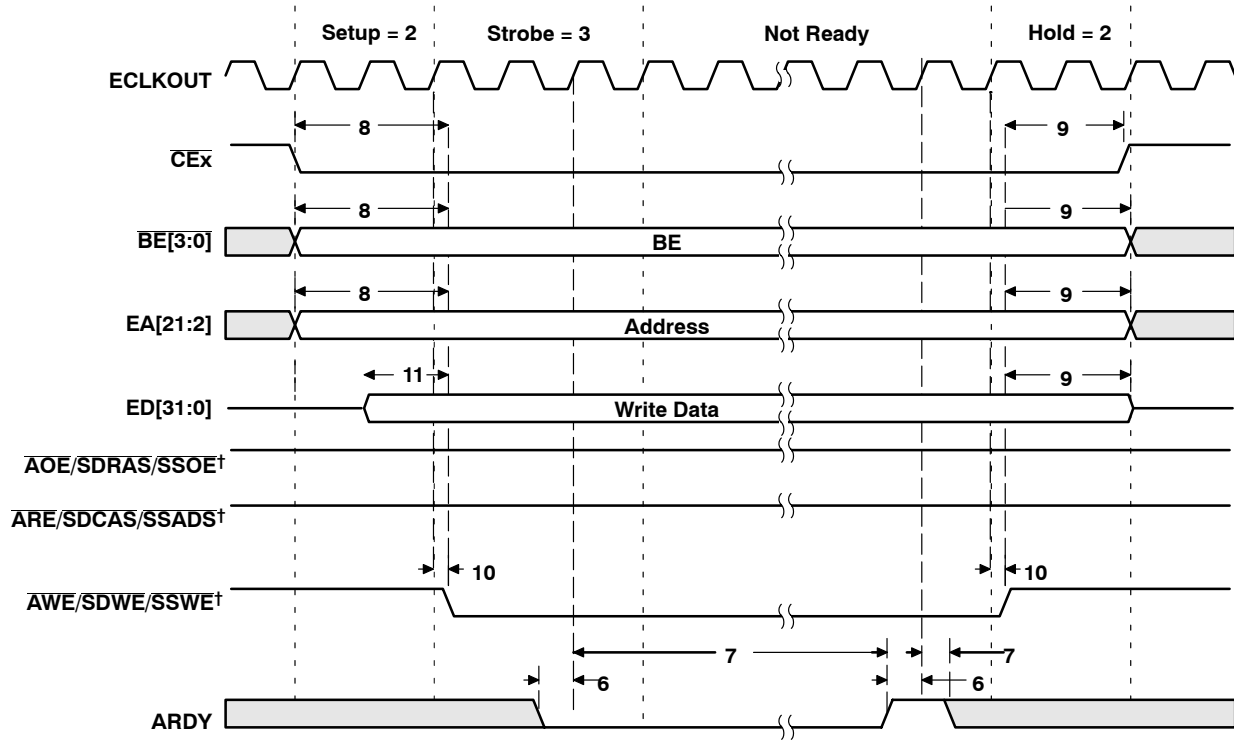 Setup = 2 Strobe = 3 Not Ready Hold = 2
ECLKOUT
8 9
CEx
8 9
BE[3:0] BE
8 9
EA[21:2] Address
11 9
ED[31:0] Write Data
AOE/SDRAS/SSOE†
ARE/SDCAS/SSADS†
10 10
AWE/SDWE/SSWE†
7 7
6 6
ARDY